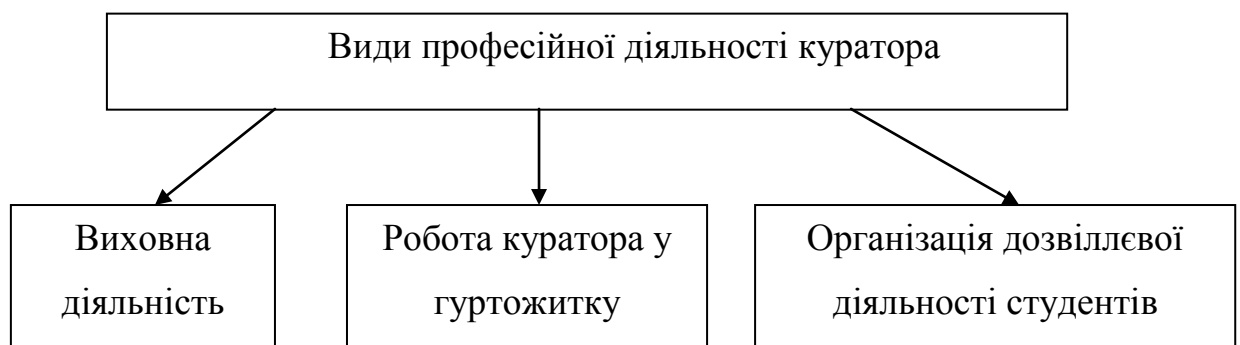 Види професійної діяльності куратора
Виховна
діяльність
Робота куратора у
гуртожитку
Організація дозвіллєвої
діяльності студентів